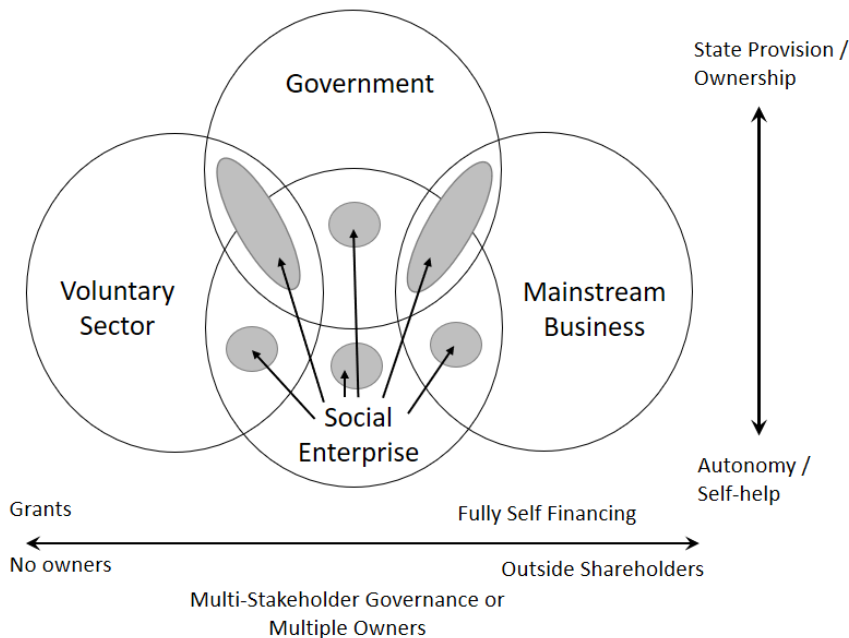 Government
State Provision /
Ownership
Voluntary
Sector
Mainstream
Business
Social
Enterprise
Autonomy /
Self-help
Grants
Fully Self Financing
No owners
Outside Shareholders
Multi-Stakeholder Governance or
Multiple Owners